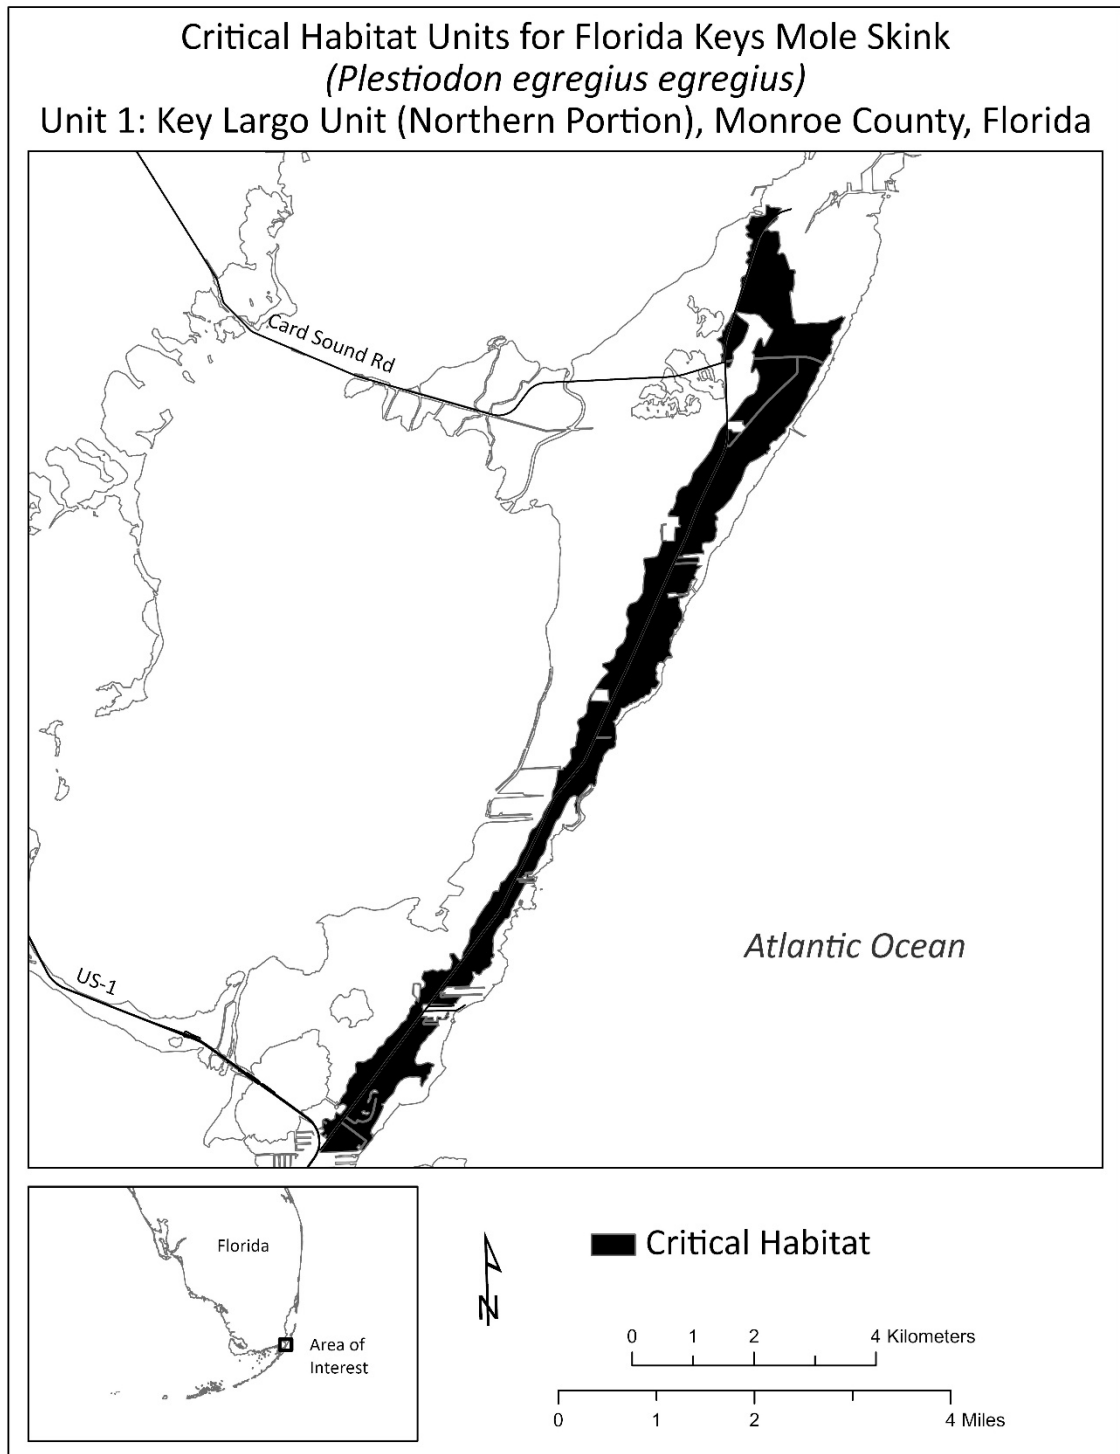 Critical Habitat Units for Florida Keys Mole Skink
(Plestiodon egregius egregius)
Unit 1: Key Largo Unit (Northern Portion), Monroe County, Florida
Card Sound Rd
Atlantic Ocean
US-1
Florida
Area of
Interest
N
Critical Habitat
0 1 2 4 Kilometers
0 1 2 4 Miles